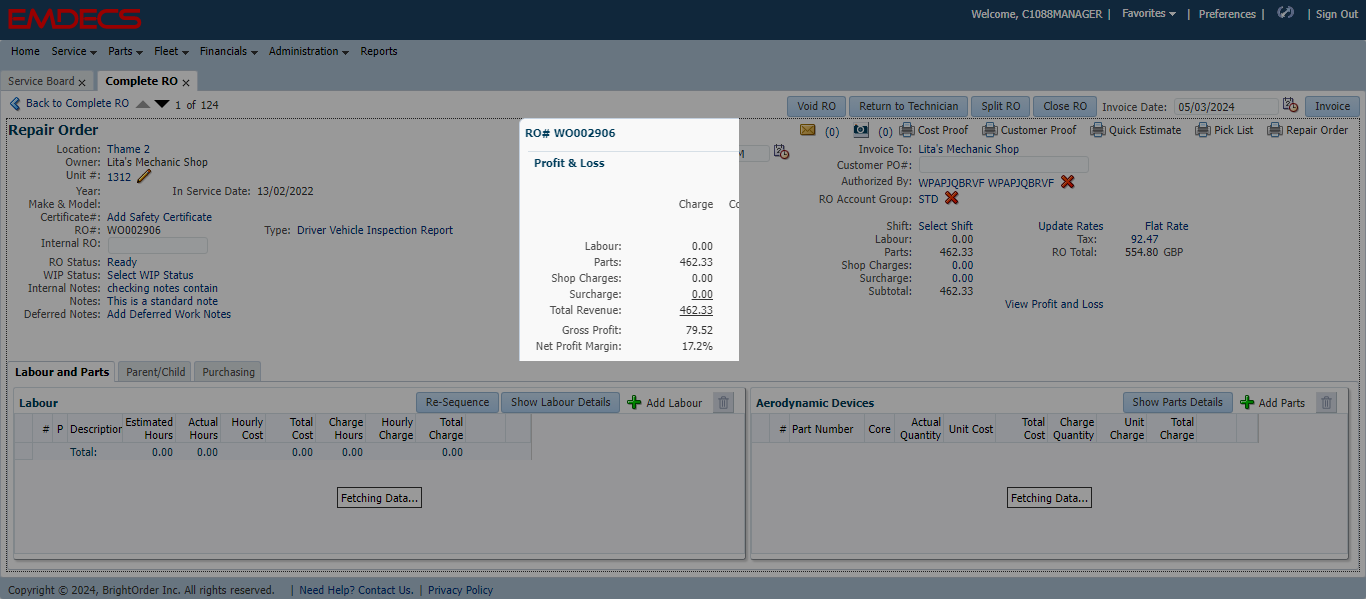 EMDECS
Welcome, C1088MANAGER | Favorites | Preferences | | Sign Out
Home Service Parts Fleet Financials Administration Reports
Service Board x Complete RO x
Back to Complete RO 1 of 124
Void RO Return to Technician Split RO Close RO Invoice Date: 05/03/2024 Invoice
Repair Order
(0) (0) Cost Proof Customer Proof Quick Estimate Pick List Repair Order
Location: Thame 2
Owner: Lita's Mechanic Shop
Unit #: 1312
Year: In Service Date: 13/02/2022
Make & Model:
Certificate#: Add Safety Certificate
RO#: WO002906 Type: Driver Vehicle Inspection Report
Internal RO:
RO Status: Ready
WIP Status: Select WIP Status
Internal Notes: checking notes contain
Notes: This is a standard note
Deferred Notes: Add Deferred Work Notes
RO# WO002906
Profit & Loss
Charge Co
Labour: 0.00
Parts: 462.33
Shop Charges: 0.00
Surcharge: 0.00
Total Revenue: 462.33
Gross Profit: 79.52
Net Profit Margin: 17.2%
M
Invoice To: Lita's Mechanic Shop
Customer PO#:
Authorized By: WPAPJQBRVF WPAPJQBRVF
RO Account Group: STD
Shift: Select Shift Update Rates Flat Rate
Labour: 0.00 Tax: 92.47
Parts: 462.33 RO Total: 554.80 GBP
Shop Charges: 0.00
Surcharge: 0.00
Subtotal: 462.33
View Profit and Loss
Labour and Parts Parent/Child Purchasing
Labour Re-Sequence Show Labour Details Add Labour
# P Description Estimated Hours Actual Hours Hourly Cost Total Cost Charge Hours Hourly Charge Total Charge
Total: 0.00 0.00 0.00 0.00 0.00
Fetching Data...
Aerodynamic Devices Show Parts Details Add Parts
# Part Number Core Actual Quantity Unit Cost Total Cost Charge Quantity Unit Charge Total Charge
Fetching Data...
Copyright © 2024, BrightOrder Inc. All rights reserved. | Need Help? Contact Us. | Privacy Policy